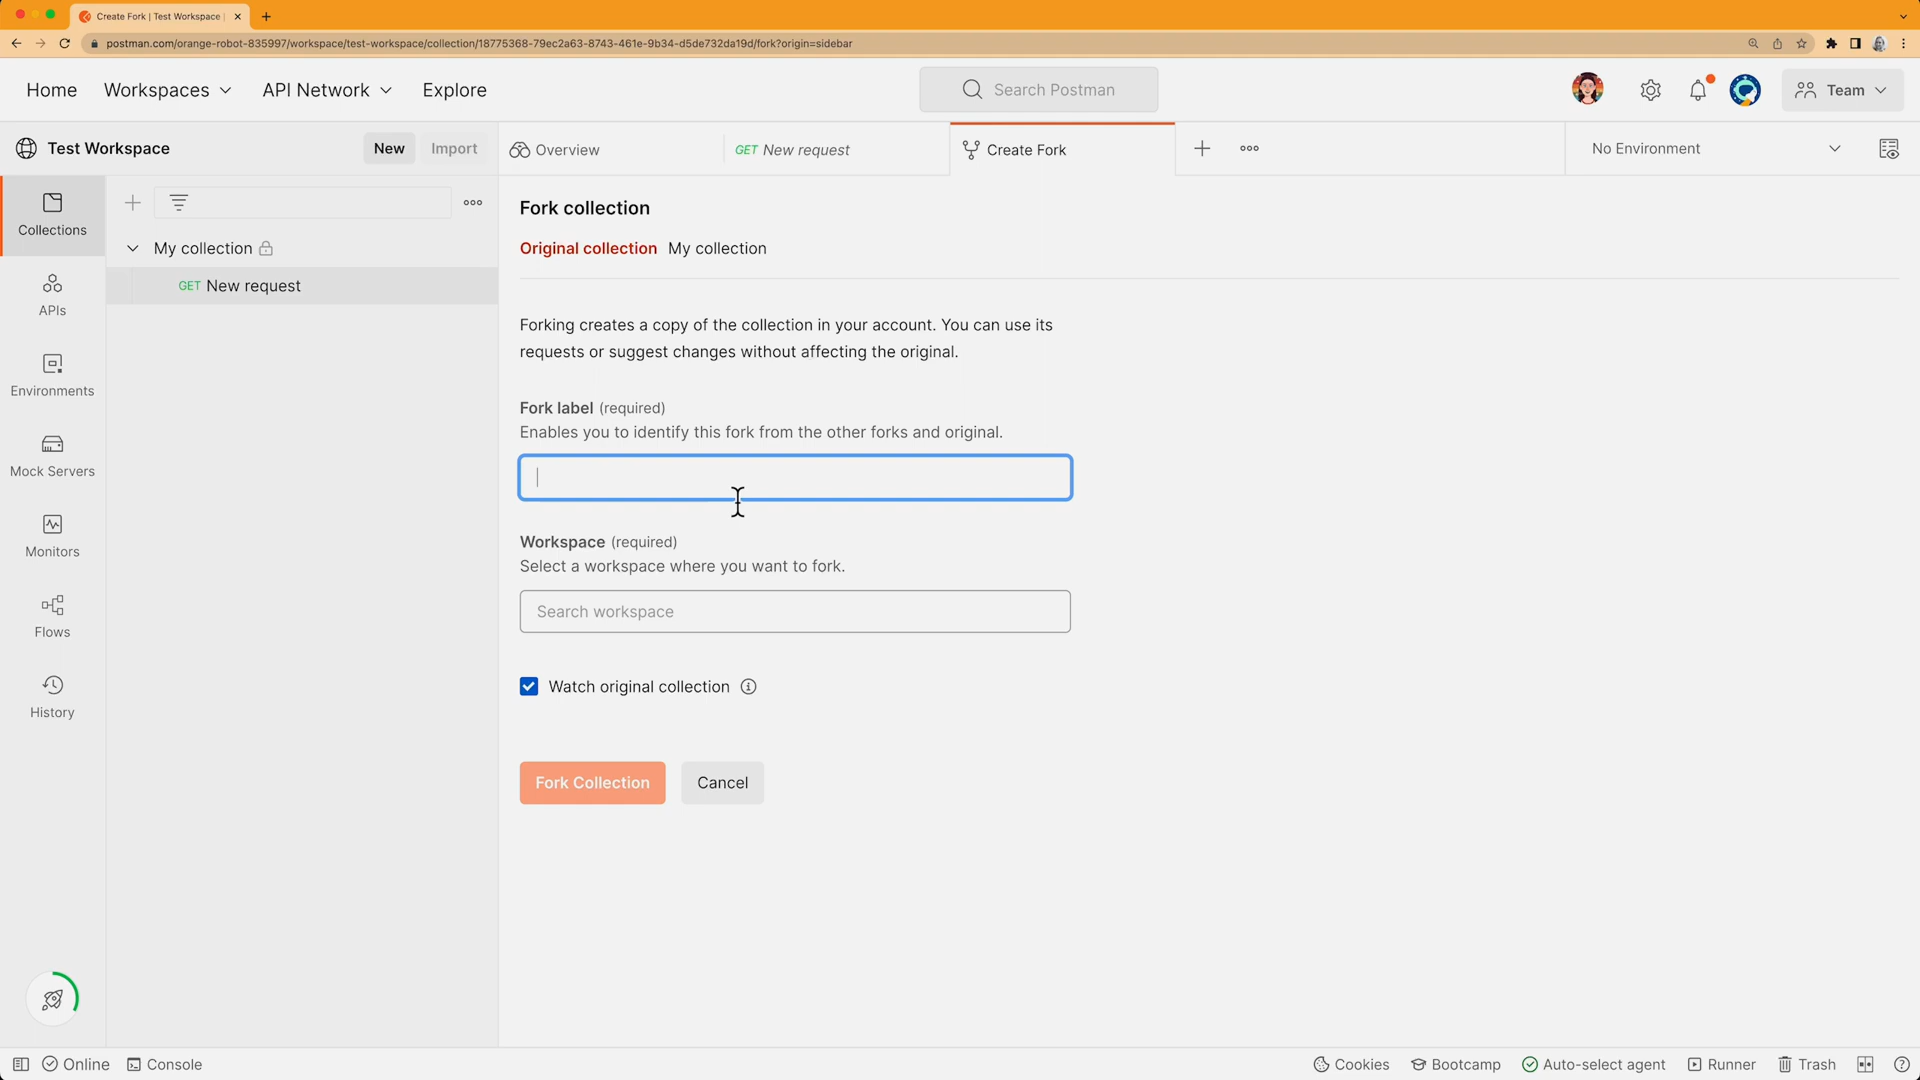 Create Fork | Test Workspace
postman.com/orange-robot-835997/workspace/test-workspace/collection/18775368-79ec2a63-8743-461e-9b34-d5de732da19d/fork?origin=sidebar
Home Workspaces API Network Explore Search Postman Team
Test Workspace New Import Overview GET New request Create Fork No Environment
Collections
APIs
Environments
Mock Servers
Monitors
Flows
History
My collection
GET New request
Fork collection
Original collection My collection
Forking creates a copy of the collection in your account. You can use its
requests or suggest changes without affecting the original.
Fork label (required)
Enables you to identify this fork from the other forks and original.
Workspace (required)
Select a workspace where you want to fork.
Search workspace
Watch original collection
Fork Collection Cancel
Online Console Cookies Bootcamp Auto-select agent Runner Trash